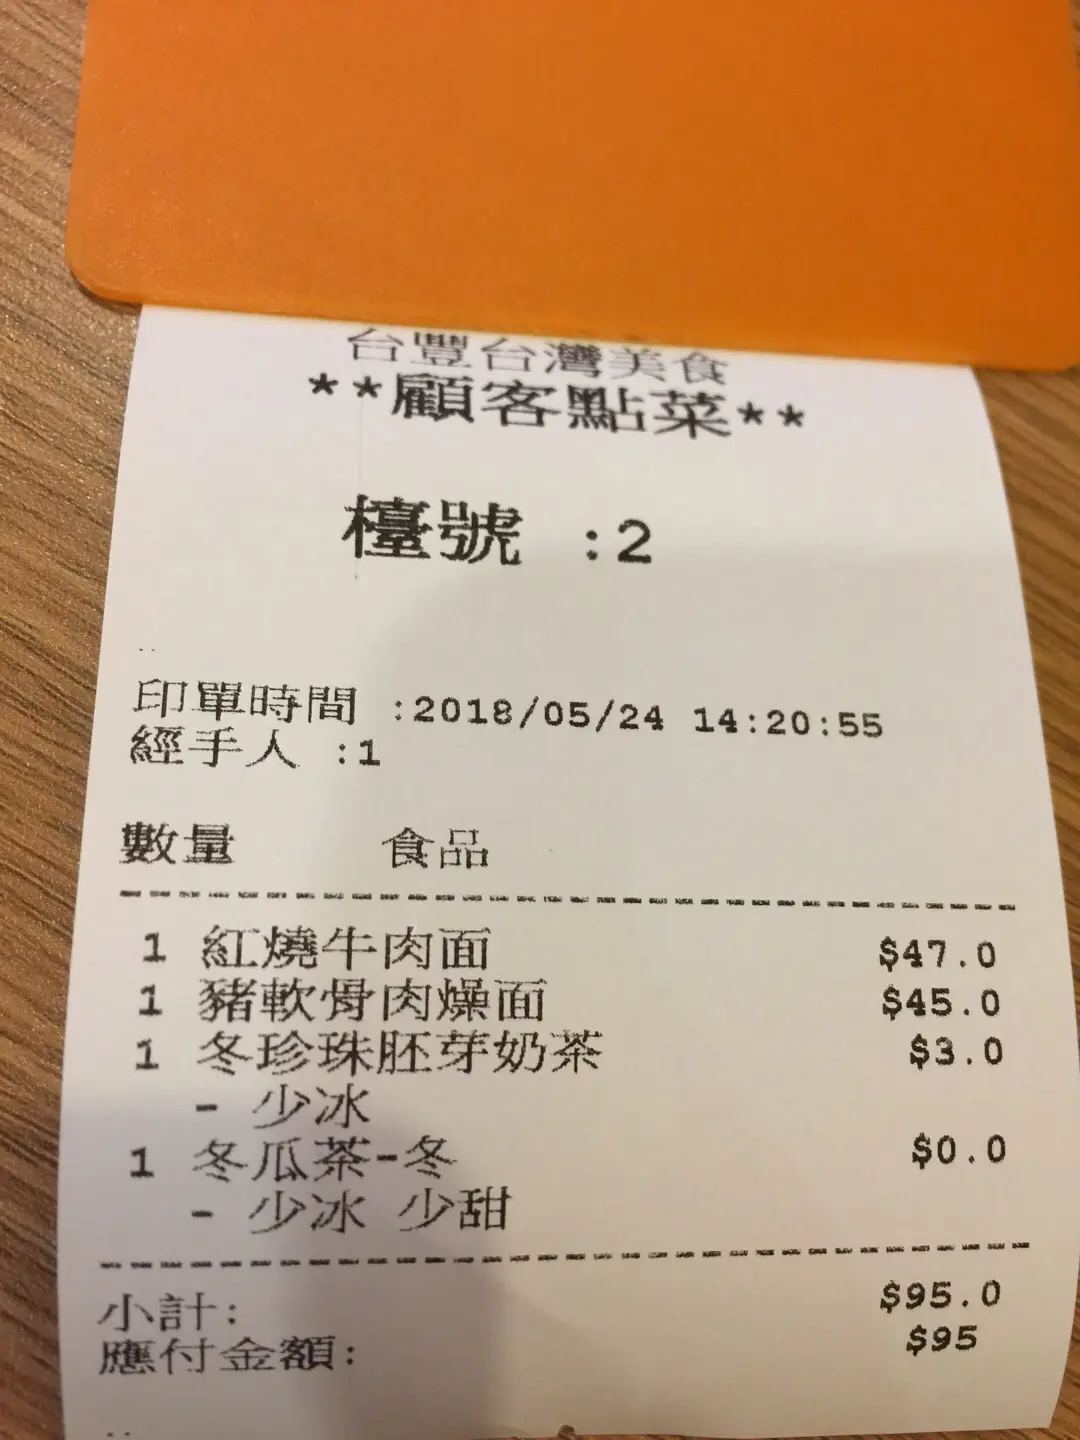 台豐台灣美食
**顧客點菜**
檯號 :2
..
印單時間 :2018/05/24 14:20:55
經手人 :1
數量 食品
1 紅燒牛肉面 $47.0
1 豬軟骨肉燥面 $45.0
1 冬珍珠胚芽奶茶 $3.0
- 少冰
1 冬瓜茶-冬 $0.0
- 少冰 少甜
小計: $95.0
應付金額: $95
..